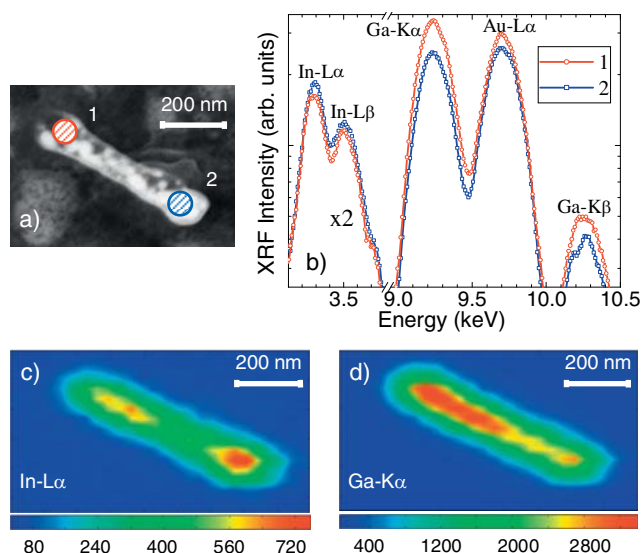 b)
XRF Intensity (arb. units)
In-Lα
In-Lβ
x2
Ga-Kα
Au-Lα
Ga-Kβ
1
2
3.5 9.0 9.5 10.0 10.5
Energy (keV)
a)
1
2
200 nm
c)
200 nm
In-Lα
80 240 400 560 720
d)
200 nm
Ga-Kα
400 1200 2000 2800